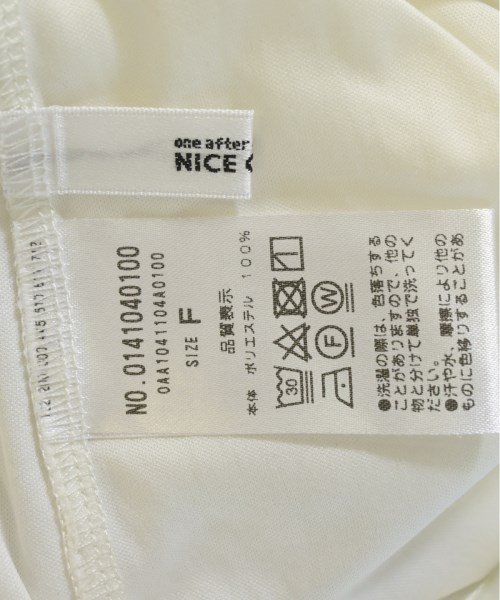 one after
NICE
NO.0141040100
0AA1041104A0100
SIZE F
品質表示
本体 ポリエステル 100%
30
F
W
●洗濯の際は、色落ちする
ことがありますので、他の
物と分けて単独で洗ってく
ださい。
●汗や水、摩擦により他の
ものに色移りすることがあ